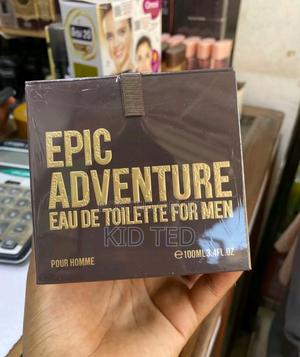 EPIC
ADVENTURE
EAU DE TOILETTE FOR MEN
KID TED
POUR HOMME
℮100ML.3.4FL.OZ